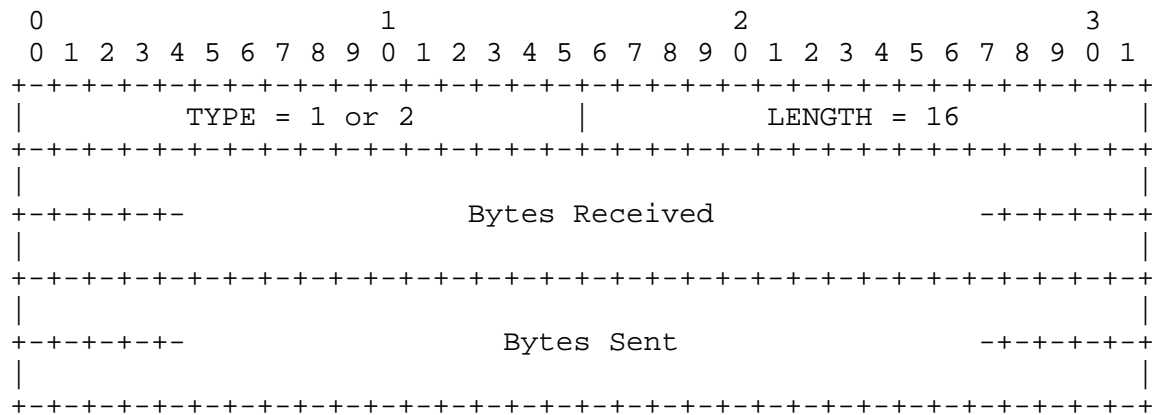 0                   1                   2                   3
 0 1 2 3 4 5 6 7 8 9 0 1 2 3 4 5 6 7 8 9 0 1 2 3 4 5 6 7 8 9 0 1
+-+-+-+-+-+-+-+-+-+-+-+-+-+-+-+-+-+-+-+-+-+-+-+-+-+-+-+-+-+-+-+-+
|         TYPE = 1 or 2         |          LENGTH = 16          |
+-+-+-+-+-+-+-+-+-+-+-+-+-+-+-+-+-+-+-+-+-+-+-+-+-+-+-+-+-+-+-+-+
|                                                               |
+-+-+-+-+-                Bytes Received               -+-+-+-+-+
|                                                               |
+-+-+-+-+-+-+-+-+-+-+-+-+-+-+-+-+-+-+-+-+-+-+-+-+-+-+-+-+-+-+-+-+
|                                                               |
+-+-+-+-+-                  Bytes Sent                 -+-+-+-+-+
|                                                               |
+-+-+-+-+-+-+-+-+-+-+-+-+-+-+-+-+-+-+-+-+-+-+-+-+-+-+-+-+-+-+-+-+